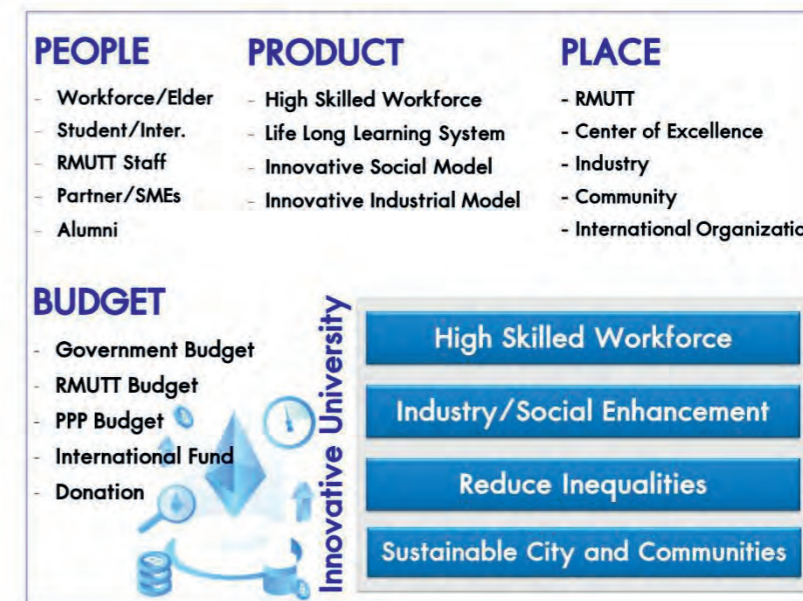 PEOPLE
- Workforce/Elder
- Student/Inter.
- RMUTT Staff
- Partner/SMEs
- Alumni
PRODUCT
- High Skilled Workforce
- Life Long Learning System
- Innovative Social Model
- Innovative Industrial Model
PLACE
- RMUTT
- Center of Excellence
- Industry
- Community
- International Organizatio
BUDGET
- Government Budget
- RMUTT Budget
- PPP Budget
- International Fund
- Donation
Innovative University
High Skilled Workforce
Industry/Social Enhancement
Reduce Inequalities
Sustainable City and Communities